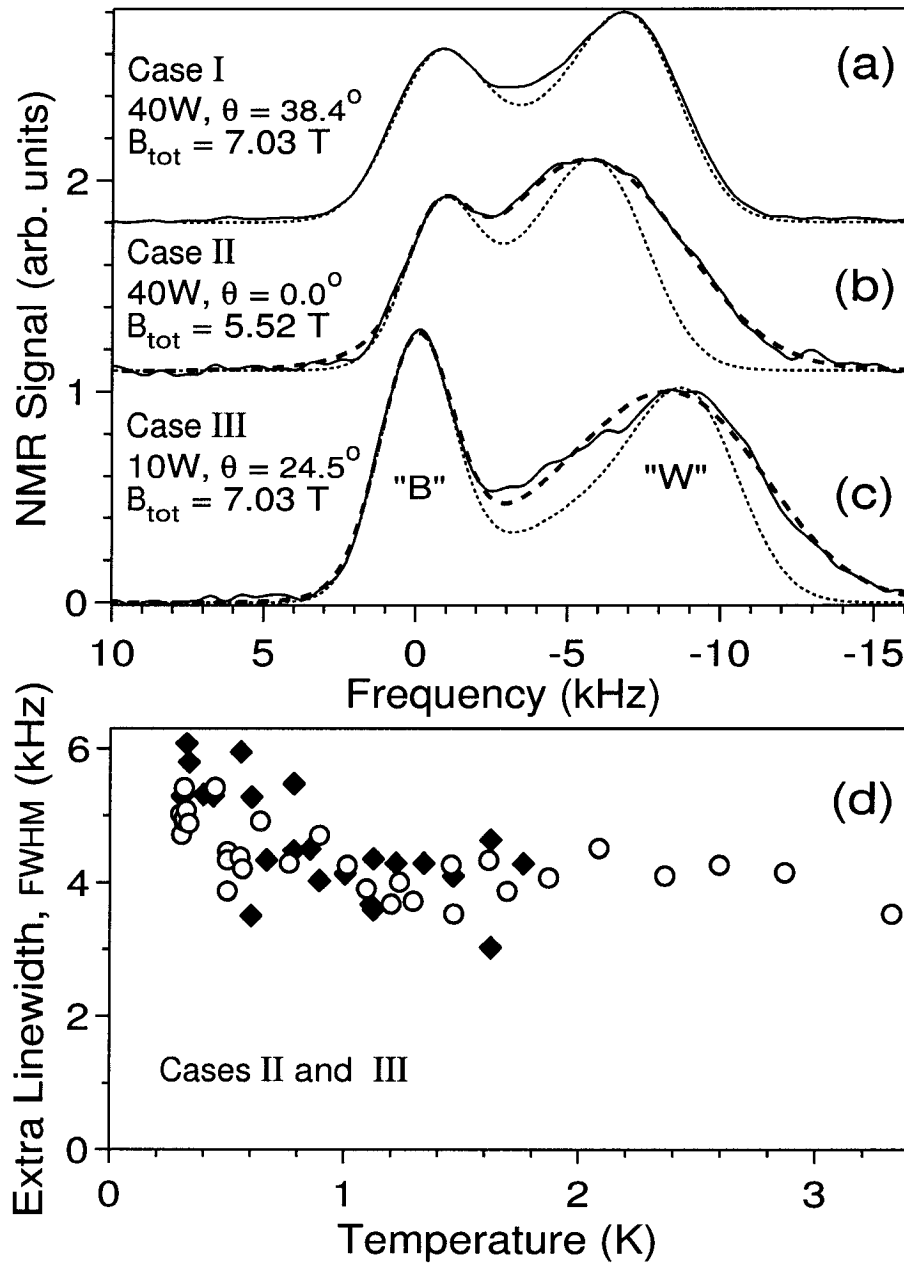 (a)
Case I
40W, θ = 38.4°
B_tot = 7.03 T
2
Case II
40W, θ = 0.0°
B_tot = 5.52 T
(b)
1
Case III
10W, θ = 24.5°
B_tot = 7.03 T
"B"
"W"
(c)
0
NMR Signal (arb. units)
10 5 0 -5 -10 -15
Frequency (kHz)
6
(d)
4
2
Cases II and III
0
Extra Linewidth, FWHM (kHz)
0 1 2 3
Temperature (K)